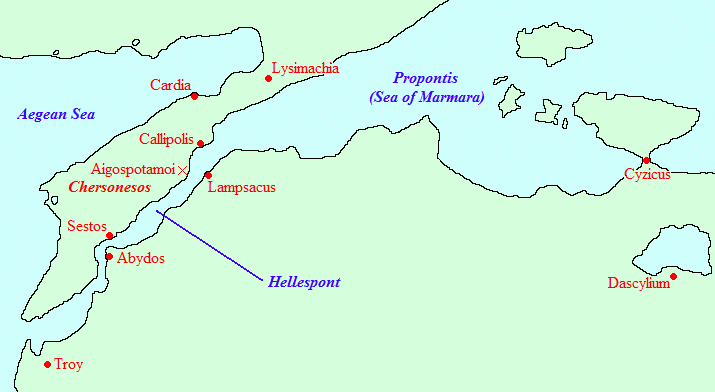 Lysimachia
Propontis
(Sea of Marmara)
Cardia
Aegean Sea
Callipolis
Aigospotamoi
Cyzicus
Chersonesos
Lampsacus
Sestos
Abydos
Hellespont
Dascylium
Troy